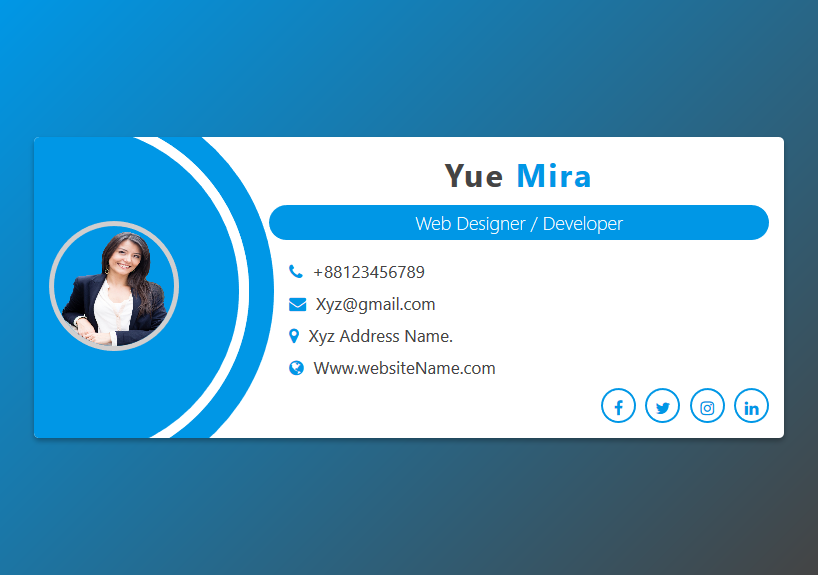 Yue Mira
Web Designer / Developer
+88123456789
Xyz@gmail.com
Xyz Address Name.
Www.websiteName.com